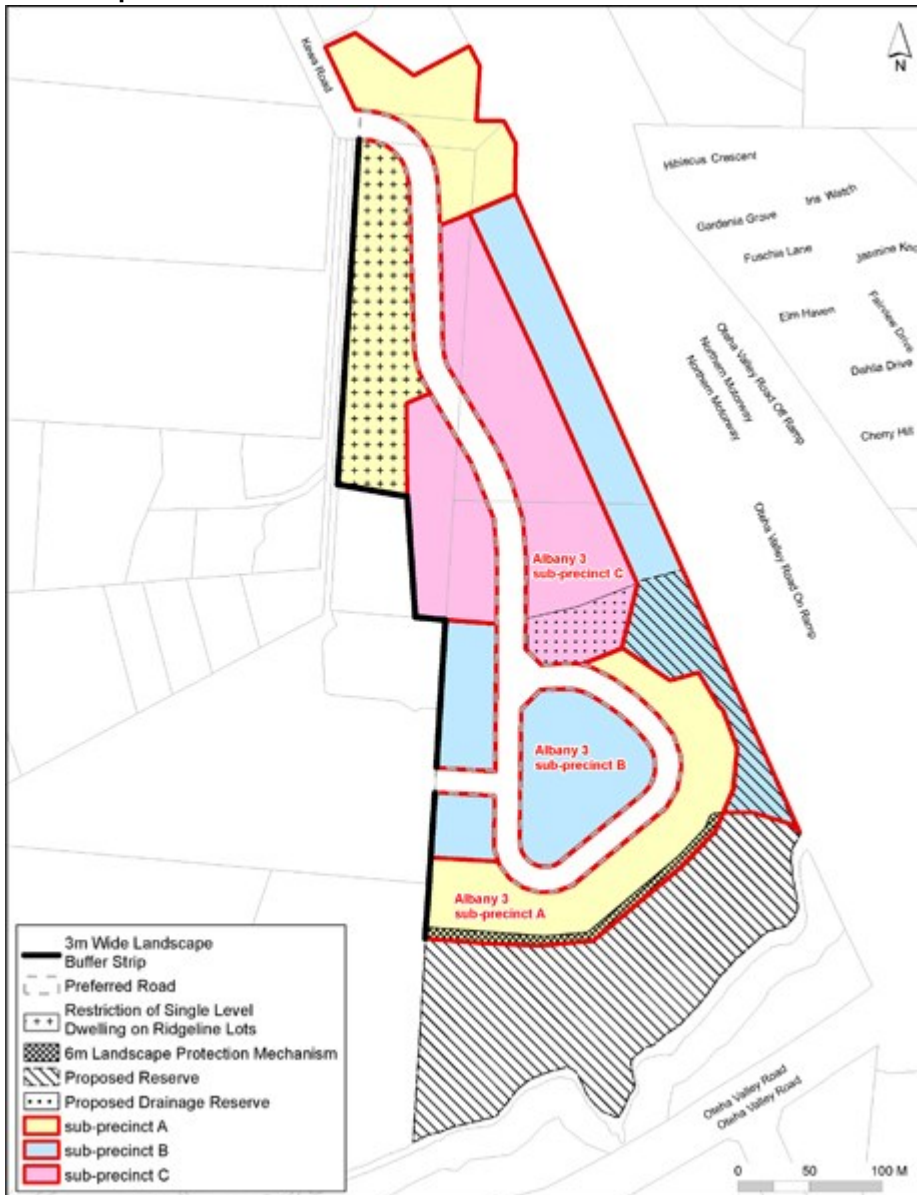 Kewa Road
N
Hibiscus Crescent
Iris Watch
Gardenia Grove
Fuschia Lane
Elm Haven
Fairview Drive
Dahlia Drive
Cherry Hill
Oteha Valley Road Off Ramp
Northern Motorway
Northern Motorway
Oteha Valley Road On Ramp
Albany 3
sub-precinct C
Albany 3
sub-precinct B
Albany 3
sub-precinct A
3m Wide Landscape
Buffer Strip
Preferred Road
Restriction of Single Level
Dwelling on Ridgeline Lots
6m Landscape Protection Mechanism
Proposed Reserve
Proposed Drainage Reserve
sub-precinct A
sub-precinct B
sub-precinct C
Oteha Valley Road
Oteha Valley Road
0 50 100 M